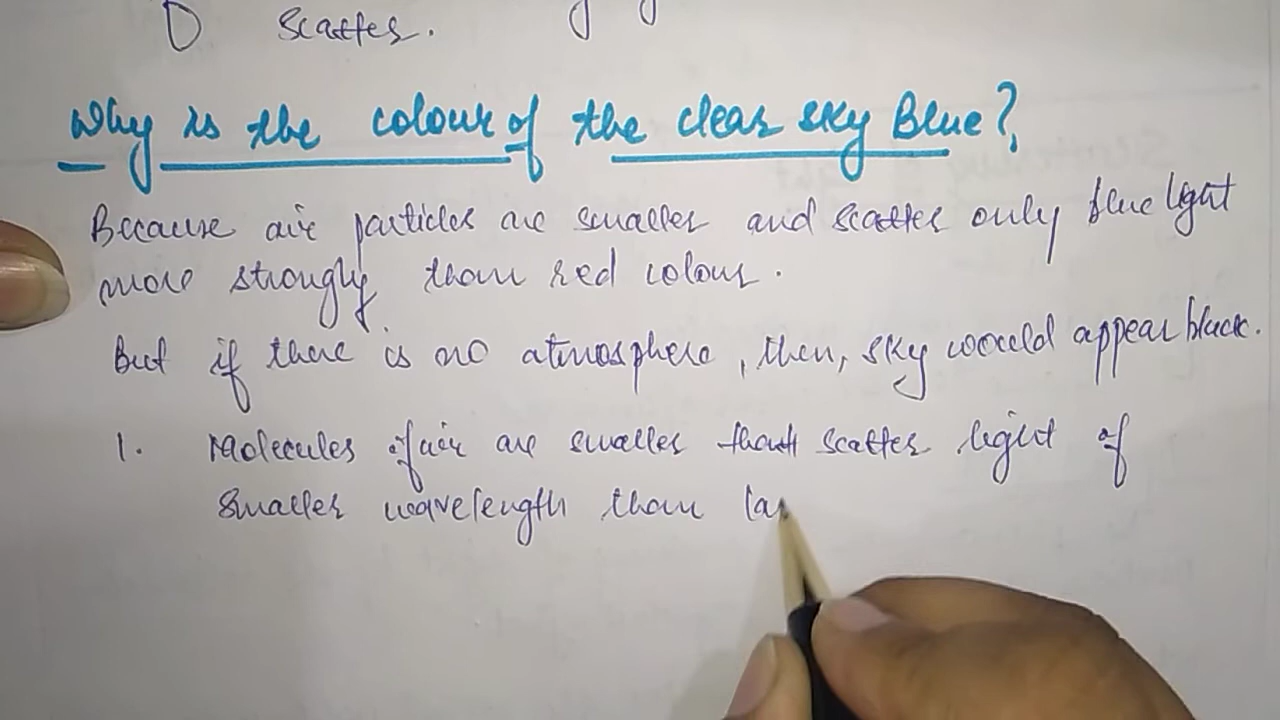 D scatter.
Why is the colour of the clear sky Blue?
Because air particles are smaller and scatter only blue light
more strongly than red colour.
But if there is no atmosphere, then, sky would appear black.
1. Molecules of air are smaller that scatter light of
smaller wavelength than la